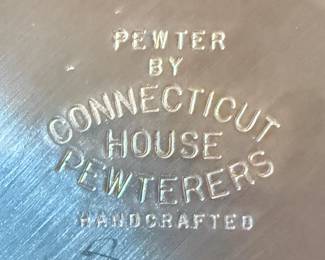 PEWTER
BY
CONNECTICUT
HOUSE
PEWTERERS
HANDCRAFTED